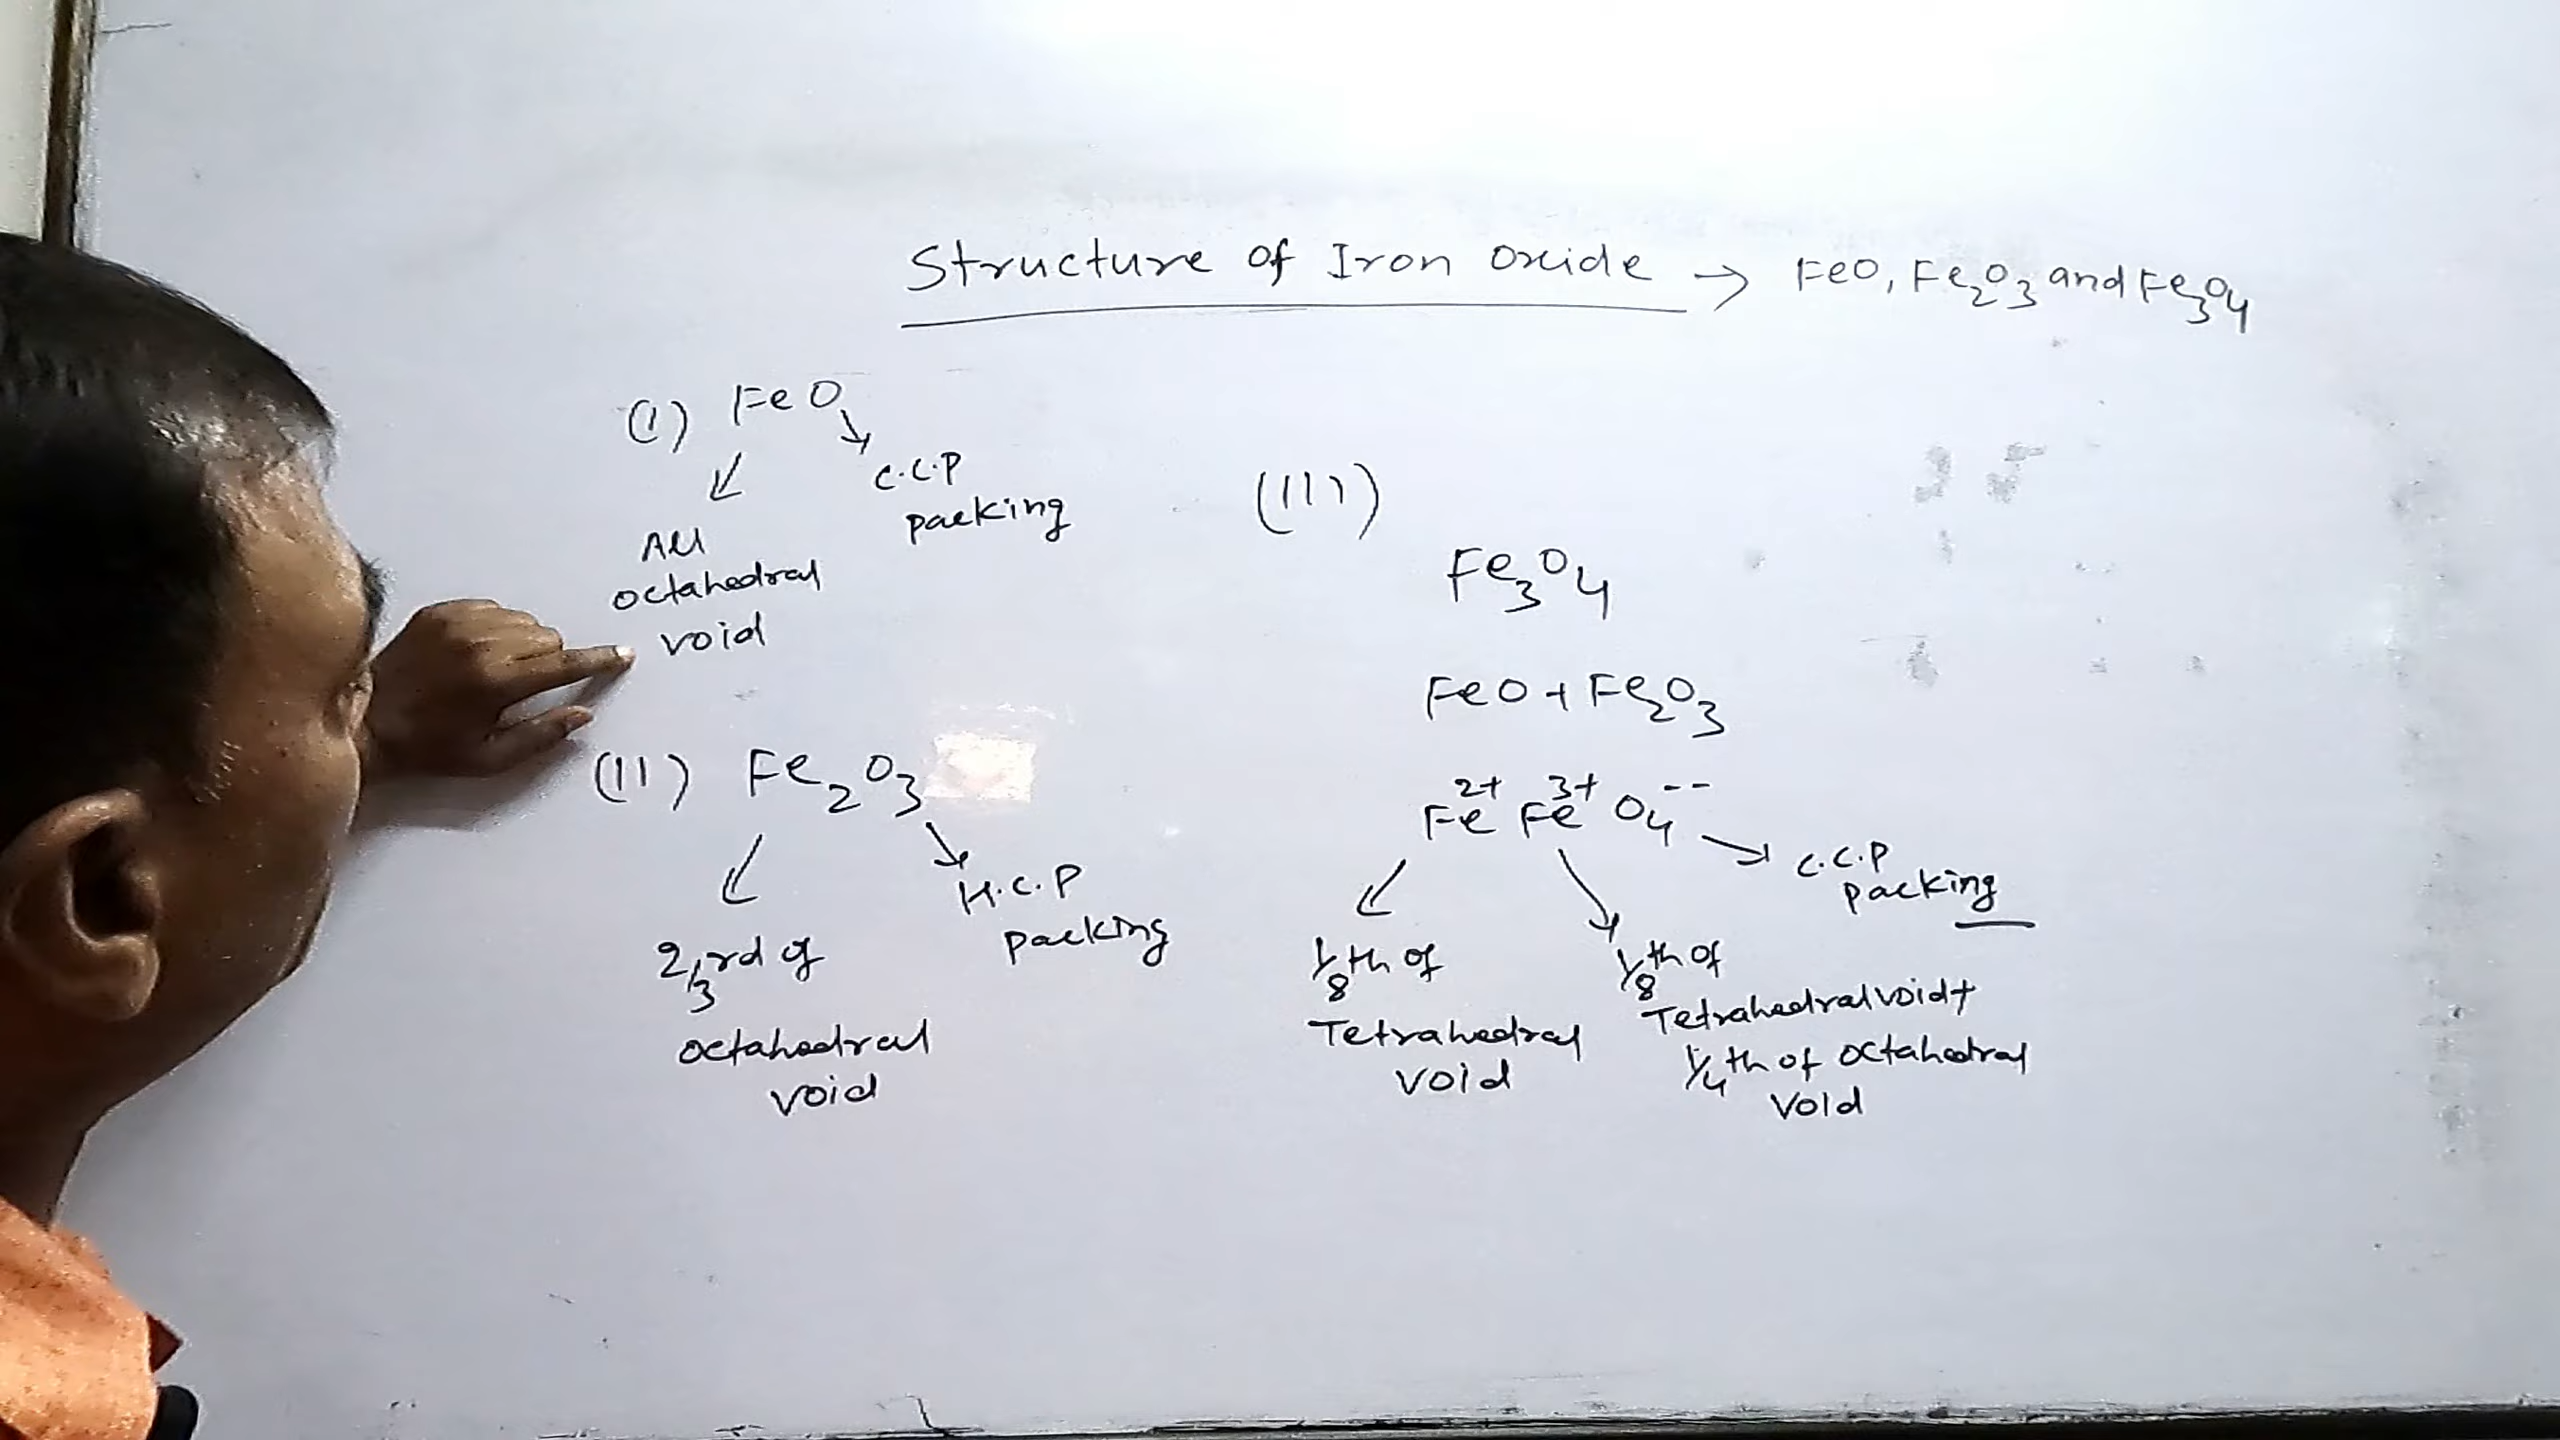 Structure of Iron Oxide → FeO, Fe₂O₃ and Fe₃O₄
(I) FeO
C.C.P
packing
All
octahedral
void
(II) Fe₂O₃
H.C.P
packing
2/3rd of
octahedral
void
(III)
Fe₃O₄
FeO + Fe₂O₃
Fe²⁺ Fe³⁺ O₄⁻⁻
C.C.P
packing
1/8th of
Tetrahedral
void
1/8th of
Tetrahedral void +
1/4th of octahedral
void